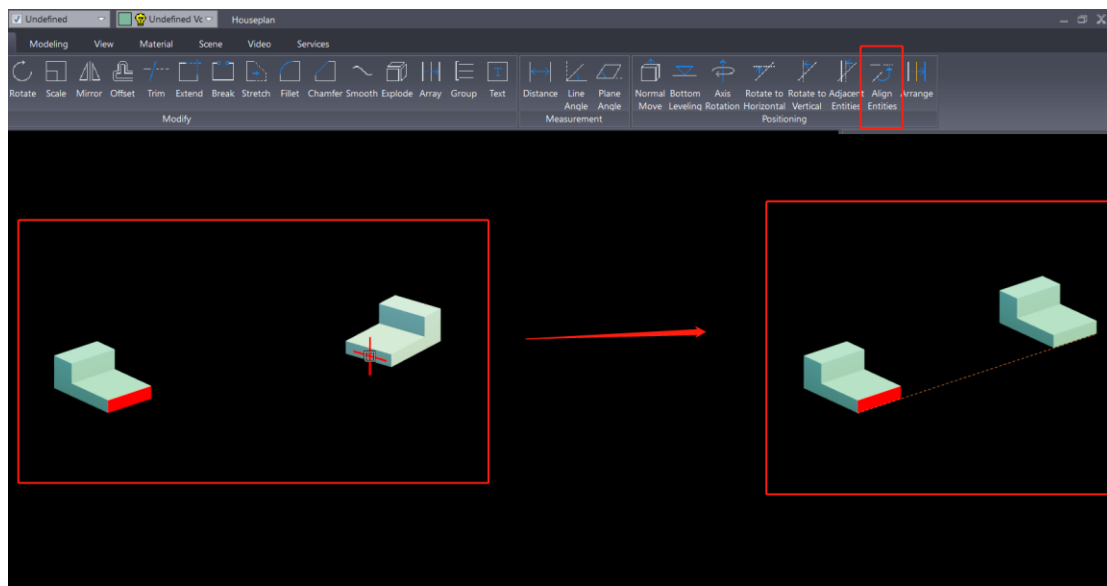 Undefined Undefined Vc Houseplan
Modeling View Material Scene Video Services
Rotate Scale Mirror Offset Trim Extend Break Stretch Fillet Chamfer Smooth Explode Array Group Text Distance Line Plane Normal Bottom Axis Rotate to Rotate to Adjacent Align Arrange
Angle Angle Move Leveling Rotation Horizontal Vertical Entities Entities
Modify Measurement Positioning